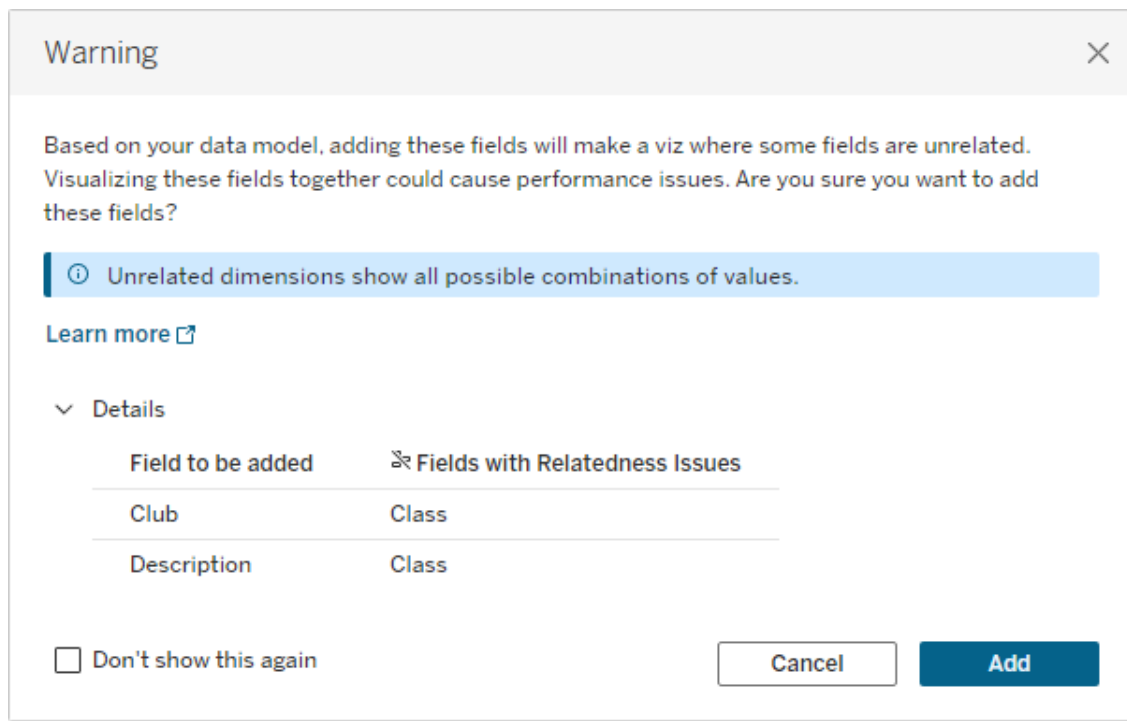 Warning
Based on your data model, adding these fields will make a viz where some fields are unrelated.
Visualizing these fields together could cause performance issues. Are you sure you want to add
these fields?
Unrelated dimensions show all possible combinations of values.
Learn more
Details
Field to be added Fields with Relatedness Issues
Club Class
Description Class
Don't show this again Cancel Add